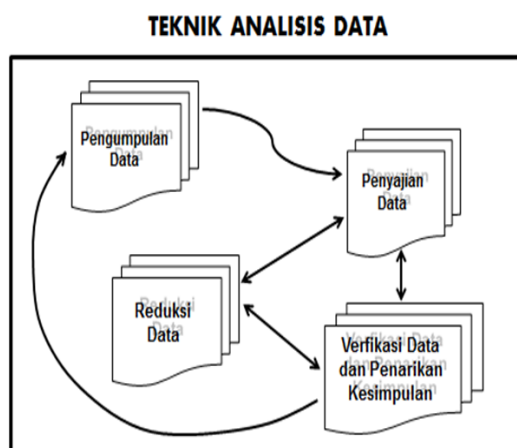 TEKNIK ANALISIS DATA
Pengumpulan
Data
Penyajian
Data
Reduksi
Data
Verfikasi Data
dan Penarikan
Kesimpulan